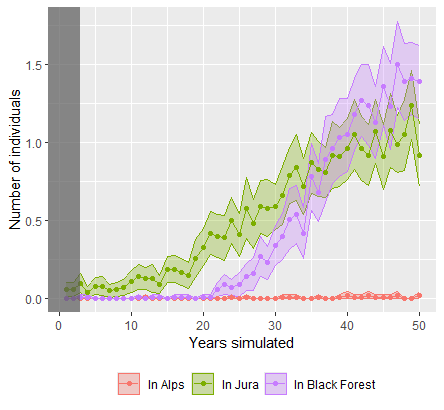 Number of individuals
1.5
1.0
0.5
0.0
0 10 20 30 40 50
Years simulated
In Alps In Jura In Black Forest